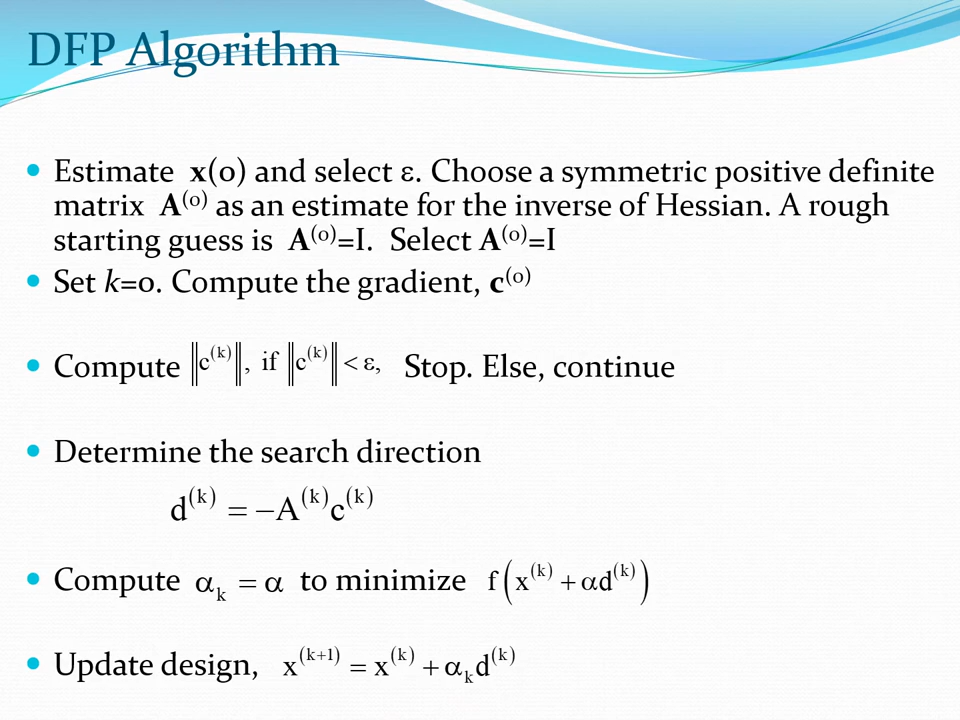 DFP Algorithm
• Estimate x(0) and select ε. Choose a symmetric positive definite
matrix A⁽⁰⁾ as an estimate for the inverse of Hessian. A rough
starting guess is A⁽⁰⁾=I. Select A⁽⁰⁾=I
• Set k=0. Compute the gradient, c⁽⁰⁾
• Compute ‖c⁽ᵏ⁾‖, if ‖c⁽ᵏ⁾‖ < ε, Stop. Else, continue
• Determine the search direction
d⁽ᵏ⁾ = −A⁽ᵏ⁾c⁽ᵏ⁾
• Compute αₖ = α to minimize f(x⁽ᵏ⁾ + αd⁽ᵏ⁾)
• Update design, x⁽ᵏ⁺¹⁾ = x⁽ᵏ⁾ + αₖd⁽ᵏ⁾